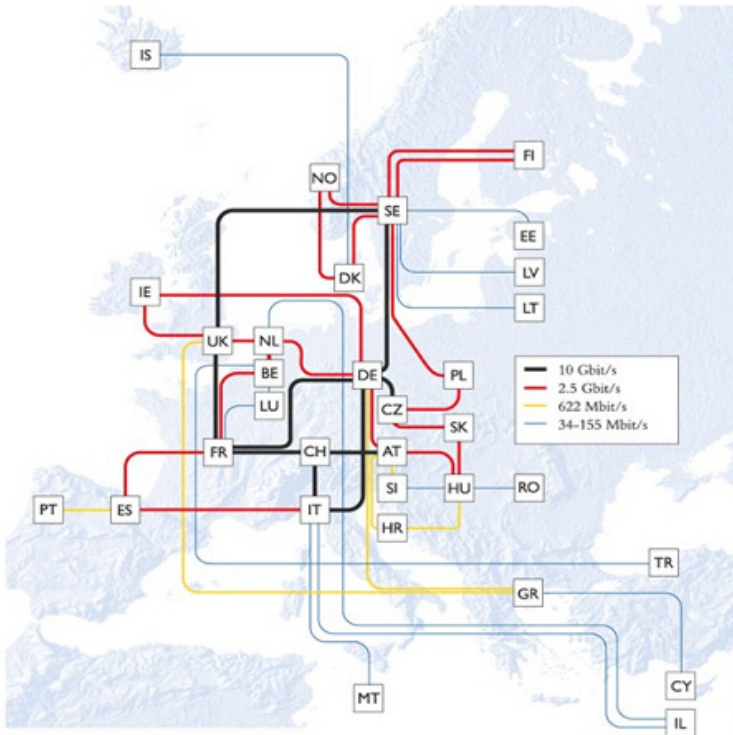 IS
FI
NO
SE
EE
DK
LV
IE
LT
UK
NL
BE
DE
PL
LU
CZ
SK
FR
CH
AT
SI
HU
RO
PT
ES
IT
HR
TR
GR
MT
CY
IL
10 Gbit/s
2.5 Gbit/s
622 Mbit/s
34-155 Mbit/s